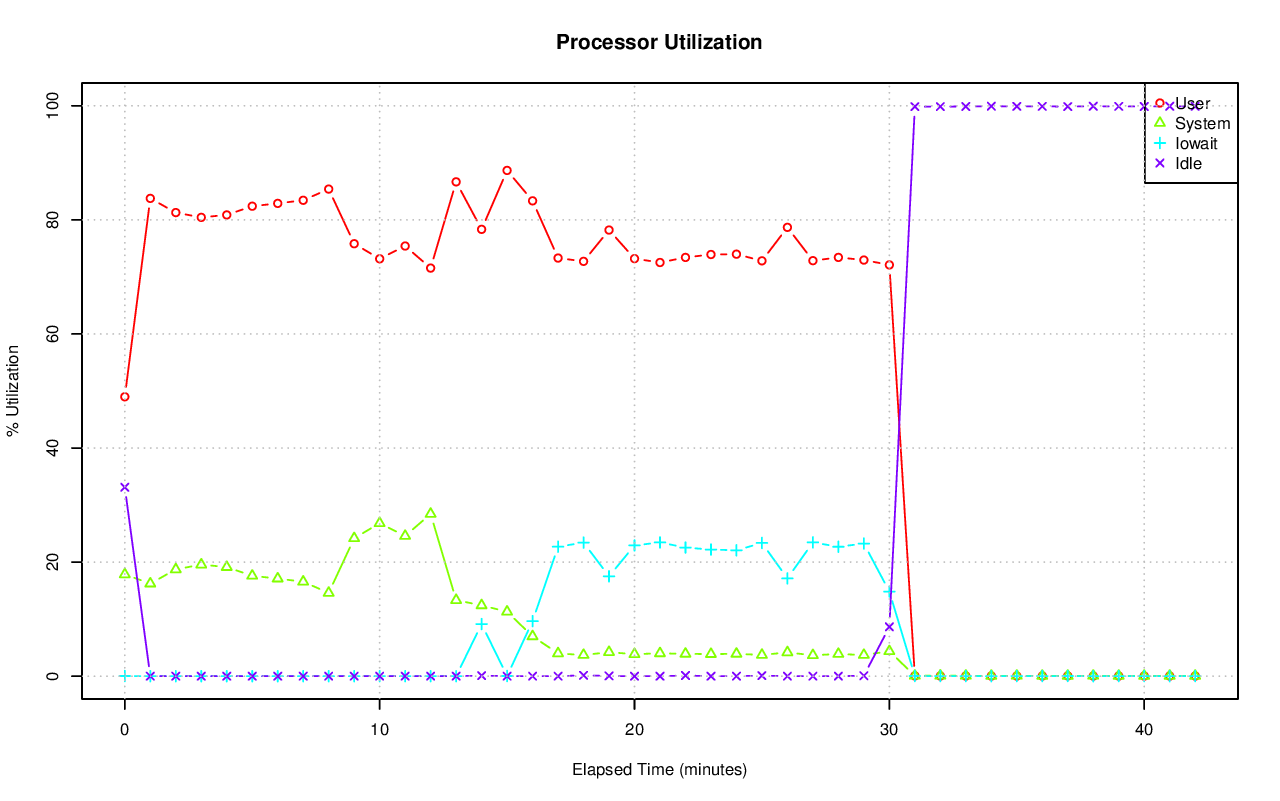 Processor Utilization
% Utilization
100
80
60
40
20
0
User
System
Iowait
Idle
0 10 20 30 40
Elapsed Time (minutes)